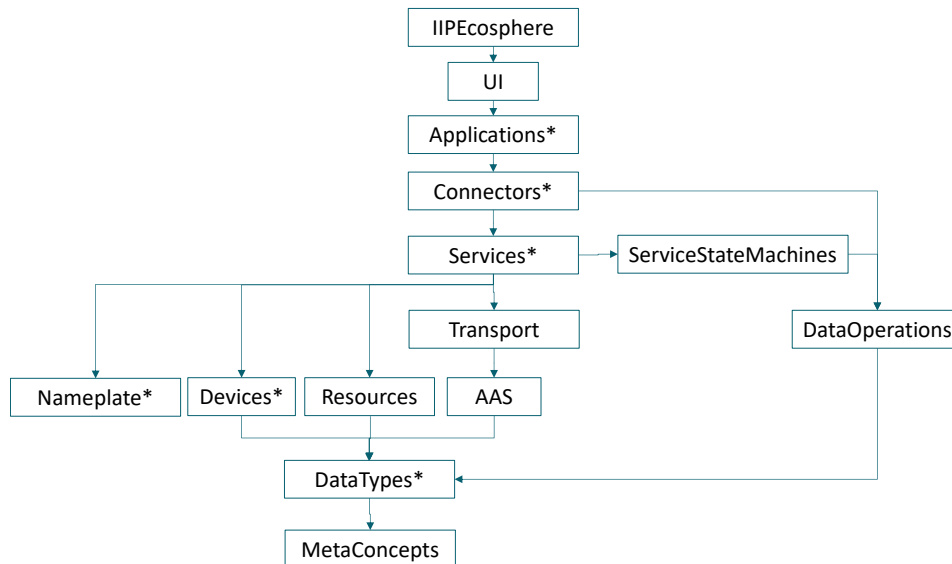 IIPEcosphere
UI
Applications*
Connectors*
Services*
ServiceStateMachines
Transport
DataOperations
Nameplate*
Devices*
Resources
AAS
DataTypes*
MetaConcepts